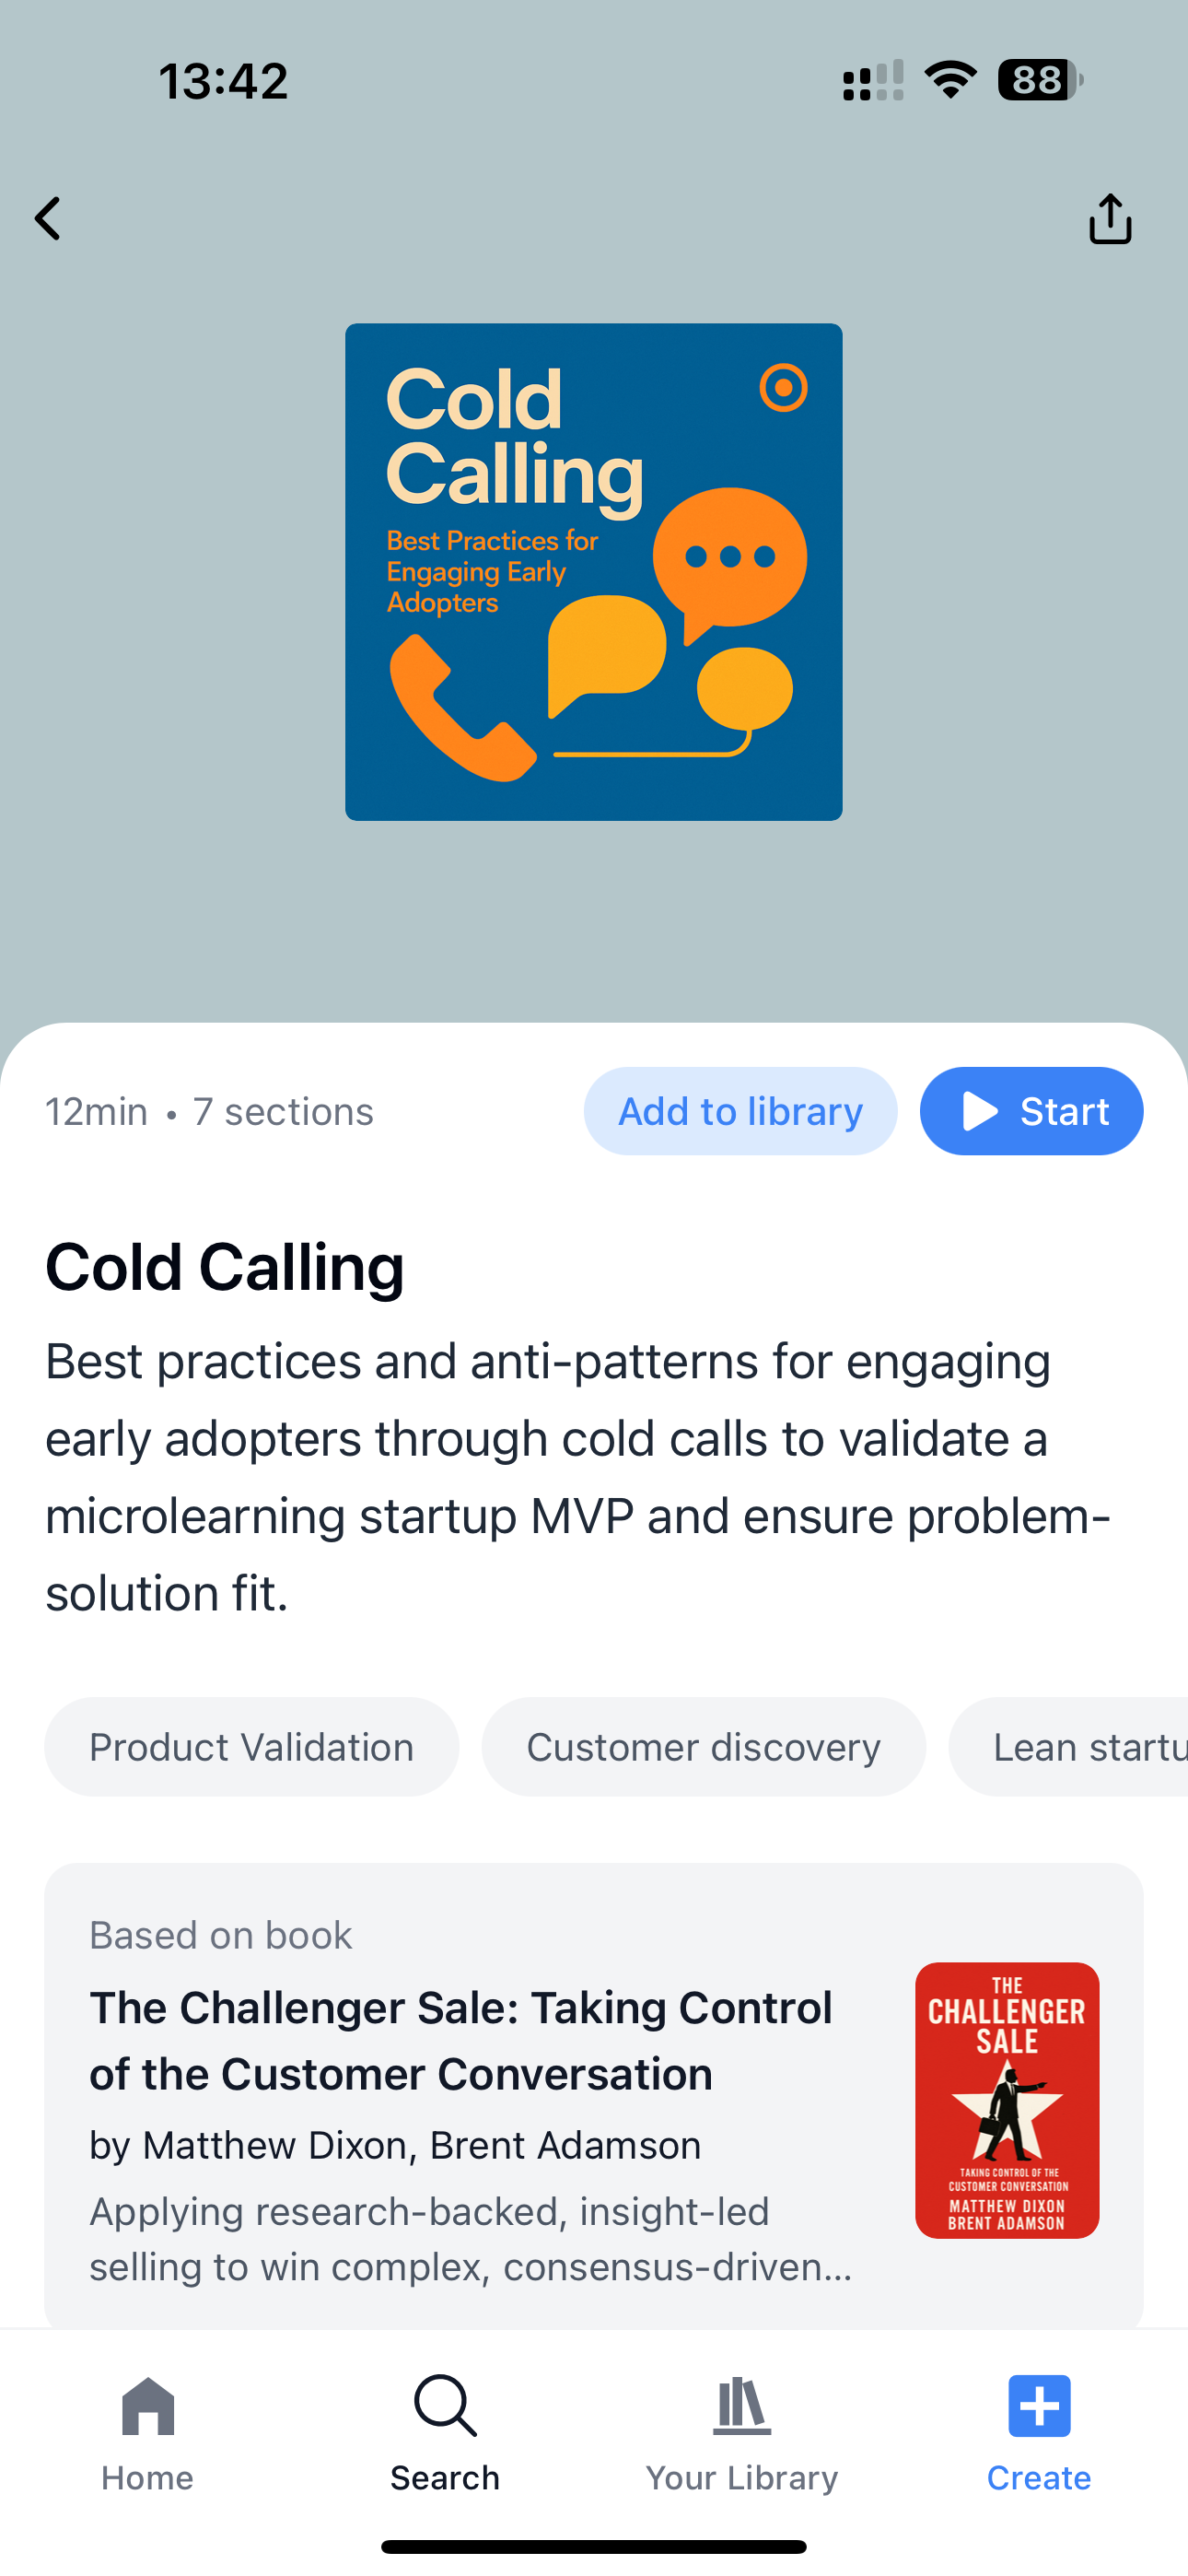 13:42
88
Cold
Calling
Best Practices for
Engaging Early
Adopters
12min • 7 sections
Add to library
Start
Cold Calling
Best practices and anti-patterns for engaging
early adopters through cold calls to validate a
microlearning startup MVP and ensure problem-
solution fit.
Product Validation
Customer discovery
Lean startu
Based on book
The Challenger Sale: Taking Control
of the Customer Conversation
by Matthew Dixon, Brent Adamson
Applying research-backed, insight-led
selling to win complex, consensus-driven...
THE
CHALLENGER
SALE
TAKING CONTROL OF THE
CUSTOMER CONVERSATION
MATTHEW DIXON
BRENT ADAMSON
Home
Search
Your Library
Create